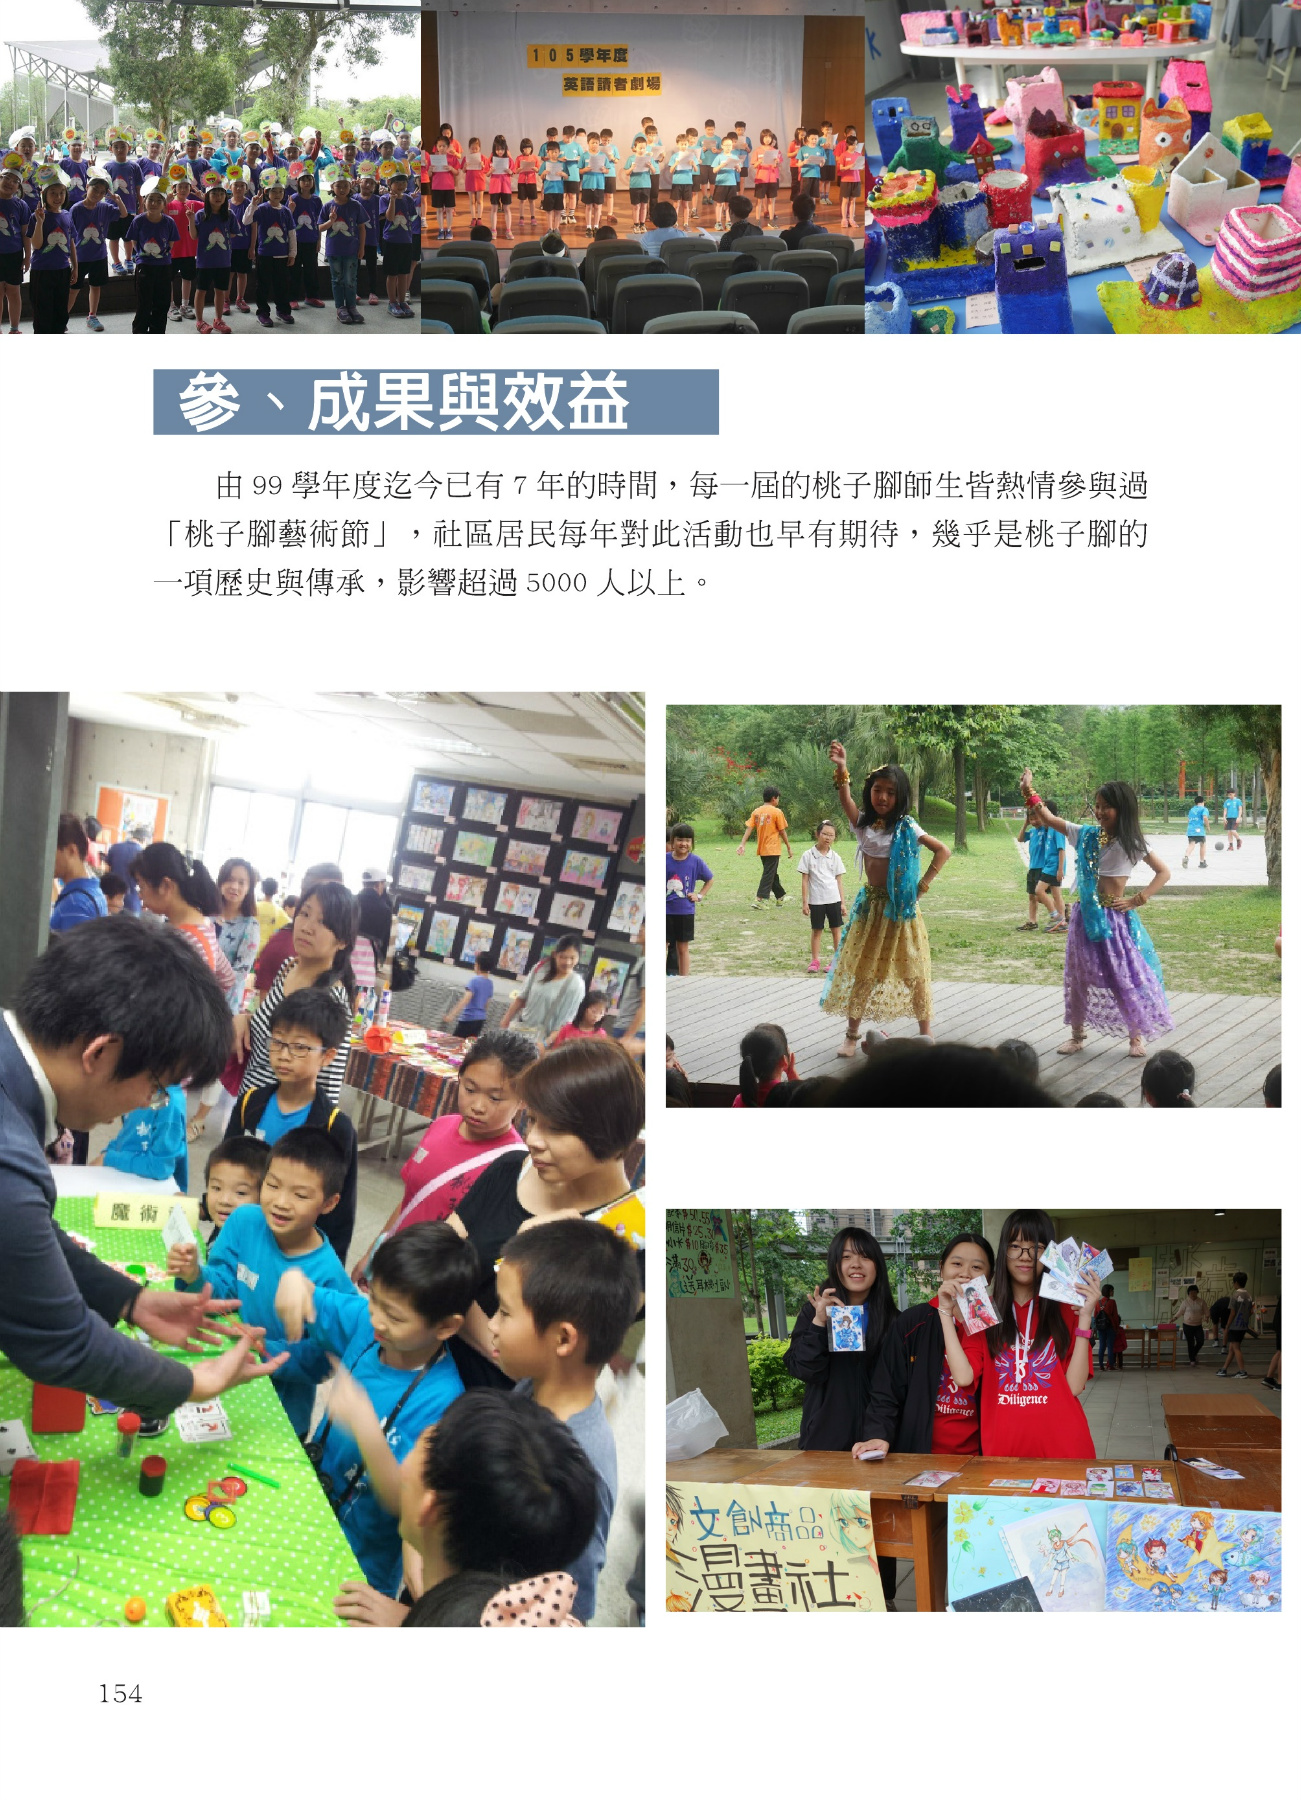 105學年度
英語讀者劇場
參、成果與效益
由 99 學年度迄今已有 7 年的時間，每一屆的桃子腳師生皆熱情參與過
「桃子腳藝術節」，社區居民每年對此活動也早有期待，幾乎是桃子腳的
一項歷史與傳承，影響超過 5000 人以上。
魔術
Diligence
文創商品
漫畫社
154